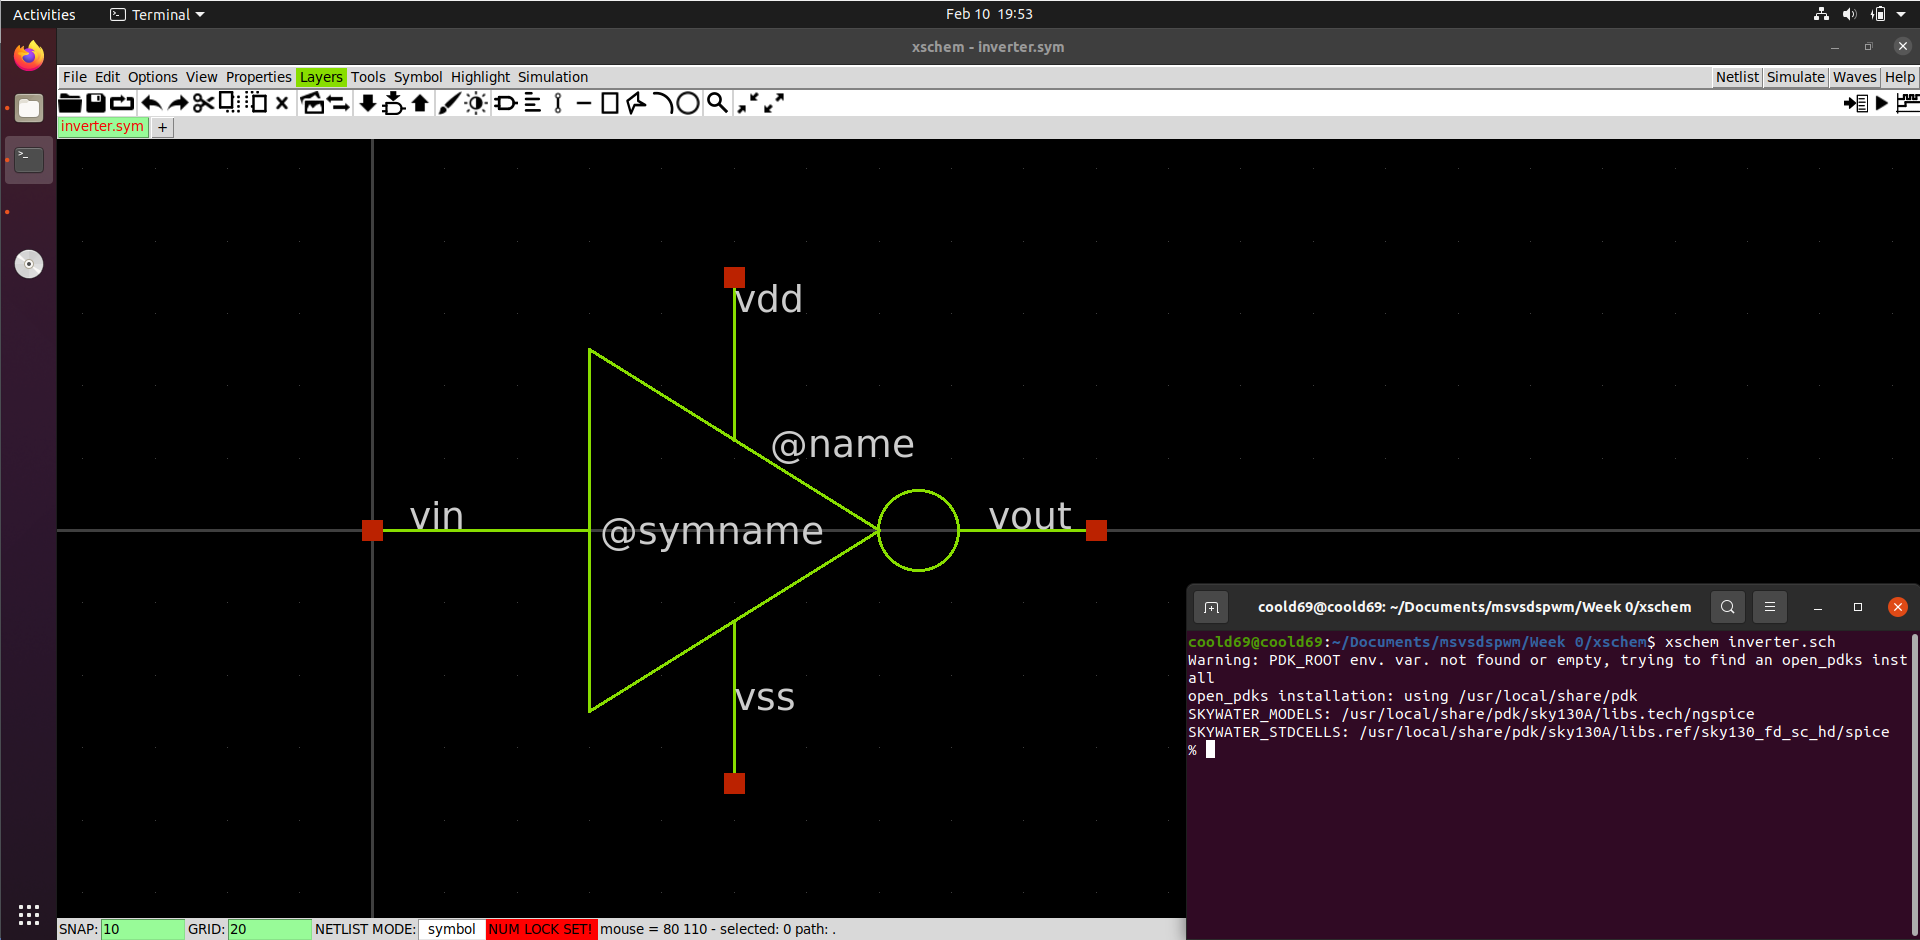 Activities Terminal Feb 10 19:53
xschem - inverter.sym
File Edit Options View Properties Layers Tools Symbol Highlight Simulation Netlist Simulate Waves Help
inverter.sym +
vdd
@name
vin @symname vout
vss
coold69@coold69: ~/Documents/msvsdspwm/Week 0/xschem
coold69@coold69:~/Documents/msvsdspwm/Week 0/xschem$ xschem inverter.sch
Warning: PDK_ROOT env. var. not found or empty, trying to find an open_pdks inst
all
open_pdks installation: using /usr/local/share/pdk
SKYWATER_MODELS: /usr/local/share/pdk/sky130A/libs.tech/ngspice
SKYWATER_STDCELLS: /usr/local/share/pdk/sky130A/libs.ref/sky130_fd_sc_hd/spice
%
SNAP: 10 GRID: 20 NETLIST MODE: symbol NUM LOCK SET! mouse = 80 110 - selected: 0 path: .